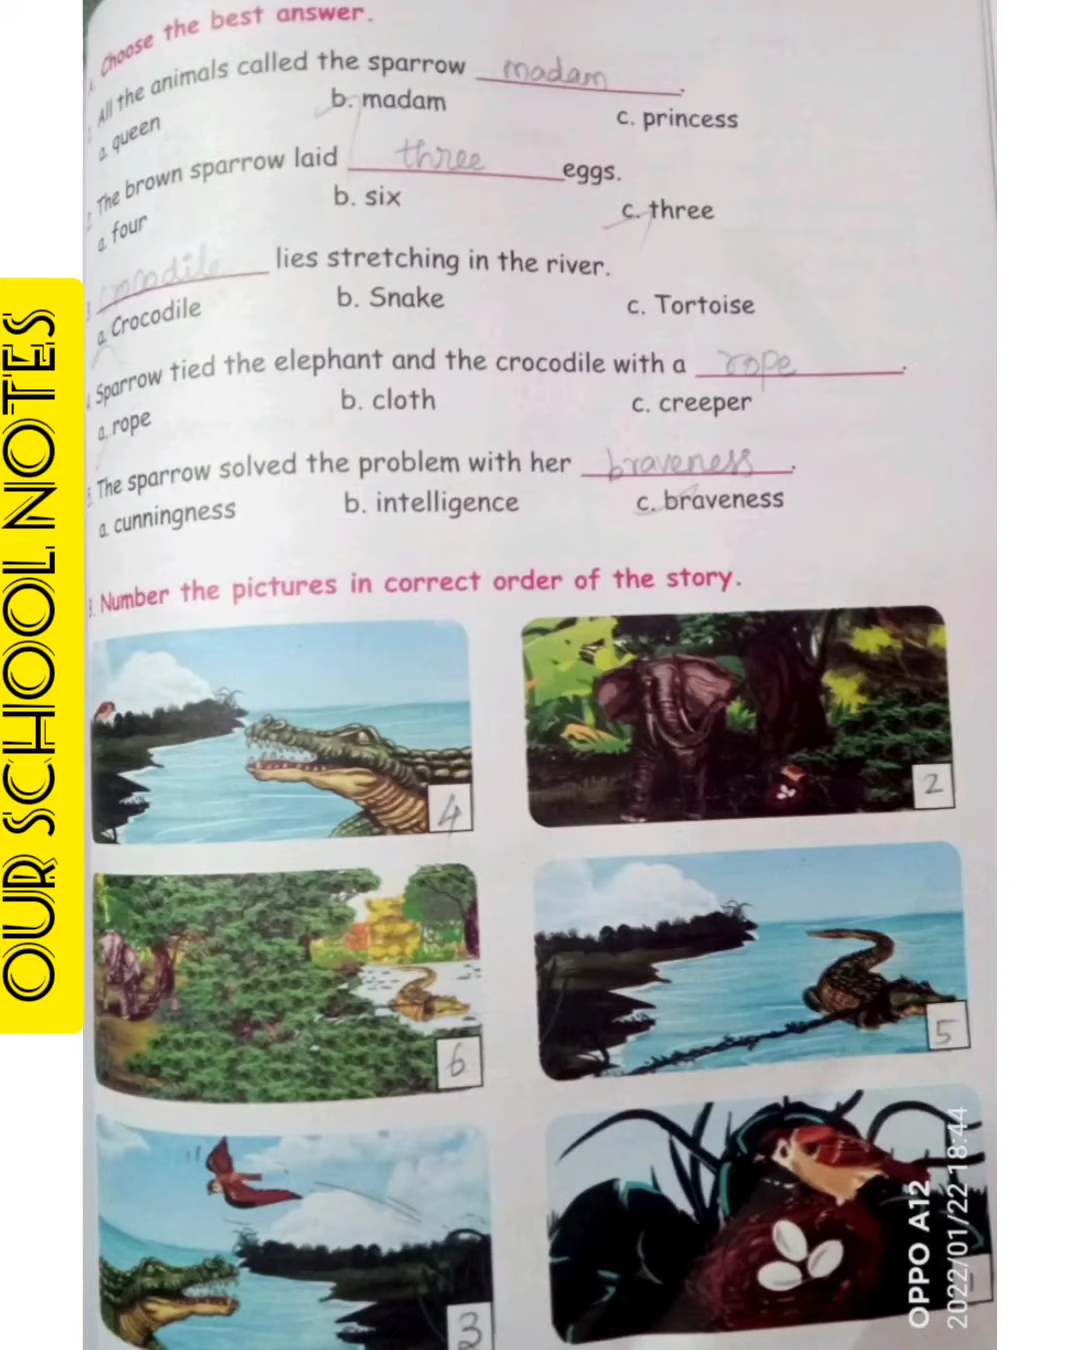 OUR SCHOOL NOTES
Choose the best answer.
All the animals called the sparrow madam.
a. queen b. madam c. princess
The brown sparrow laid three eggs.
a. four b. six c. three
crocodile lies stretching in the river.
a. Crocodile b. Snake c. Tortoise
Sparrow tied the elephant and the crocodile with a rope.
a. rope b. cloth c. creeper
The sparrow solved the problem with her braveness.
a. cunningness b. intelligence c. braveness
Number the pictures in correct order of the story.
4
2
6
5
3
OPPO A12
2022/01/22 18:44